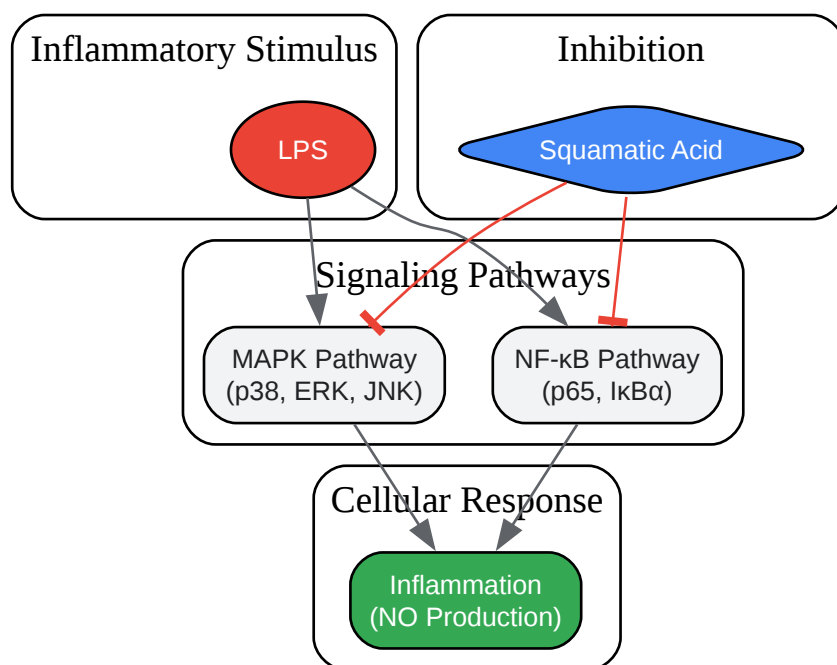 Inflammatory Stimulus
Inhibition
LPS
Squamatic Acid
Signaling Pathways
MAPK Pathway
(p38, ERK, JNK)
NF-κB Pathway
(p65, IκBα)
Cellular Response
Inflammation
(NO Production)